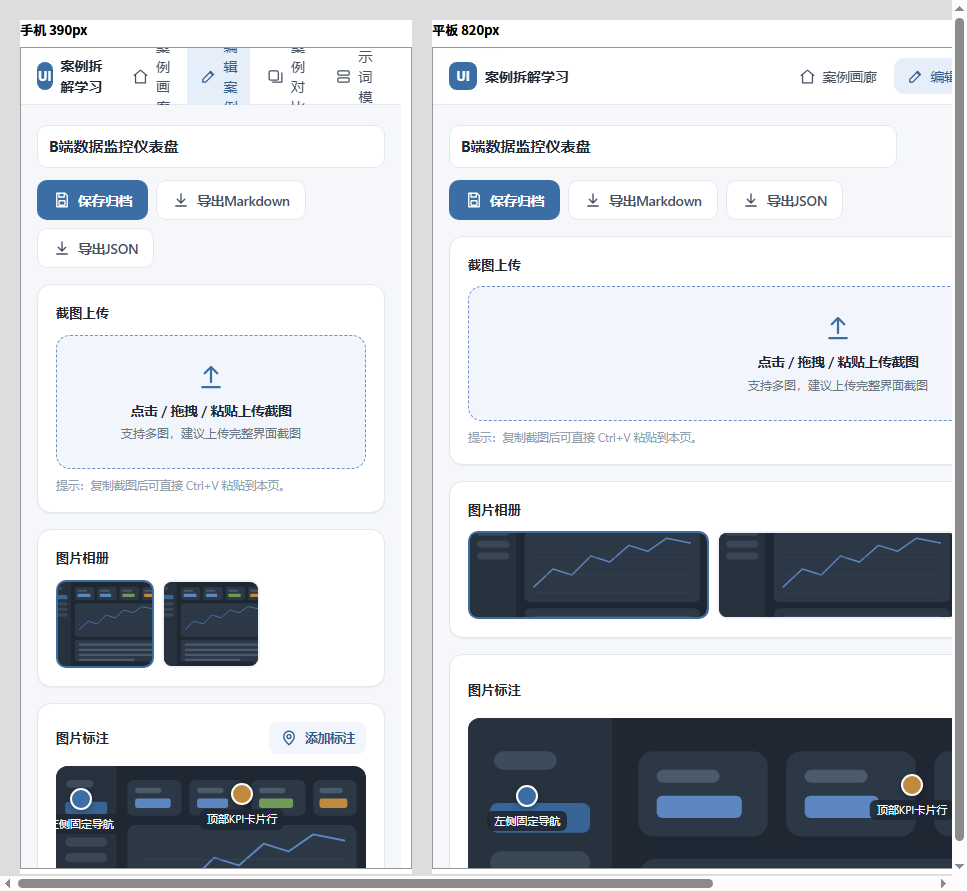 手机 390px
UI
案例拆
解学习
案例画廊
编辑案例
案例对比
示词模
B端数据监控仪表盘
保存归档
导出Markdown
导出JSON
截图上传
点击 / 拖拽 / 粘贴上传截图
支持多图，建议上传完整界面截图
提示：复制截图后可直接 Ctrl+V 粘贴到本页。
图片相册
图片标注
添加标注
左侧固定导航
顶部KPI卡片行
平板 820px
UI
案例拆解学习
案例画廊
编辑
B端数据监控仪表盘
保存归档
导出Markdown
导出JSON
截图上传
点击 / 拖拽 / 粘贴上传截图
支持多图，建议上传完整界面截图
提示：复制截图后可直接 Ctrl+V 粘贴到本页。
图片相册
图片标注
左侧固定导航
顶部KPI卡片行